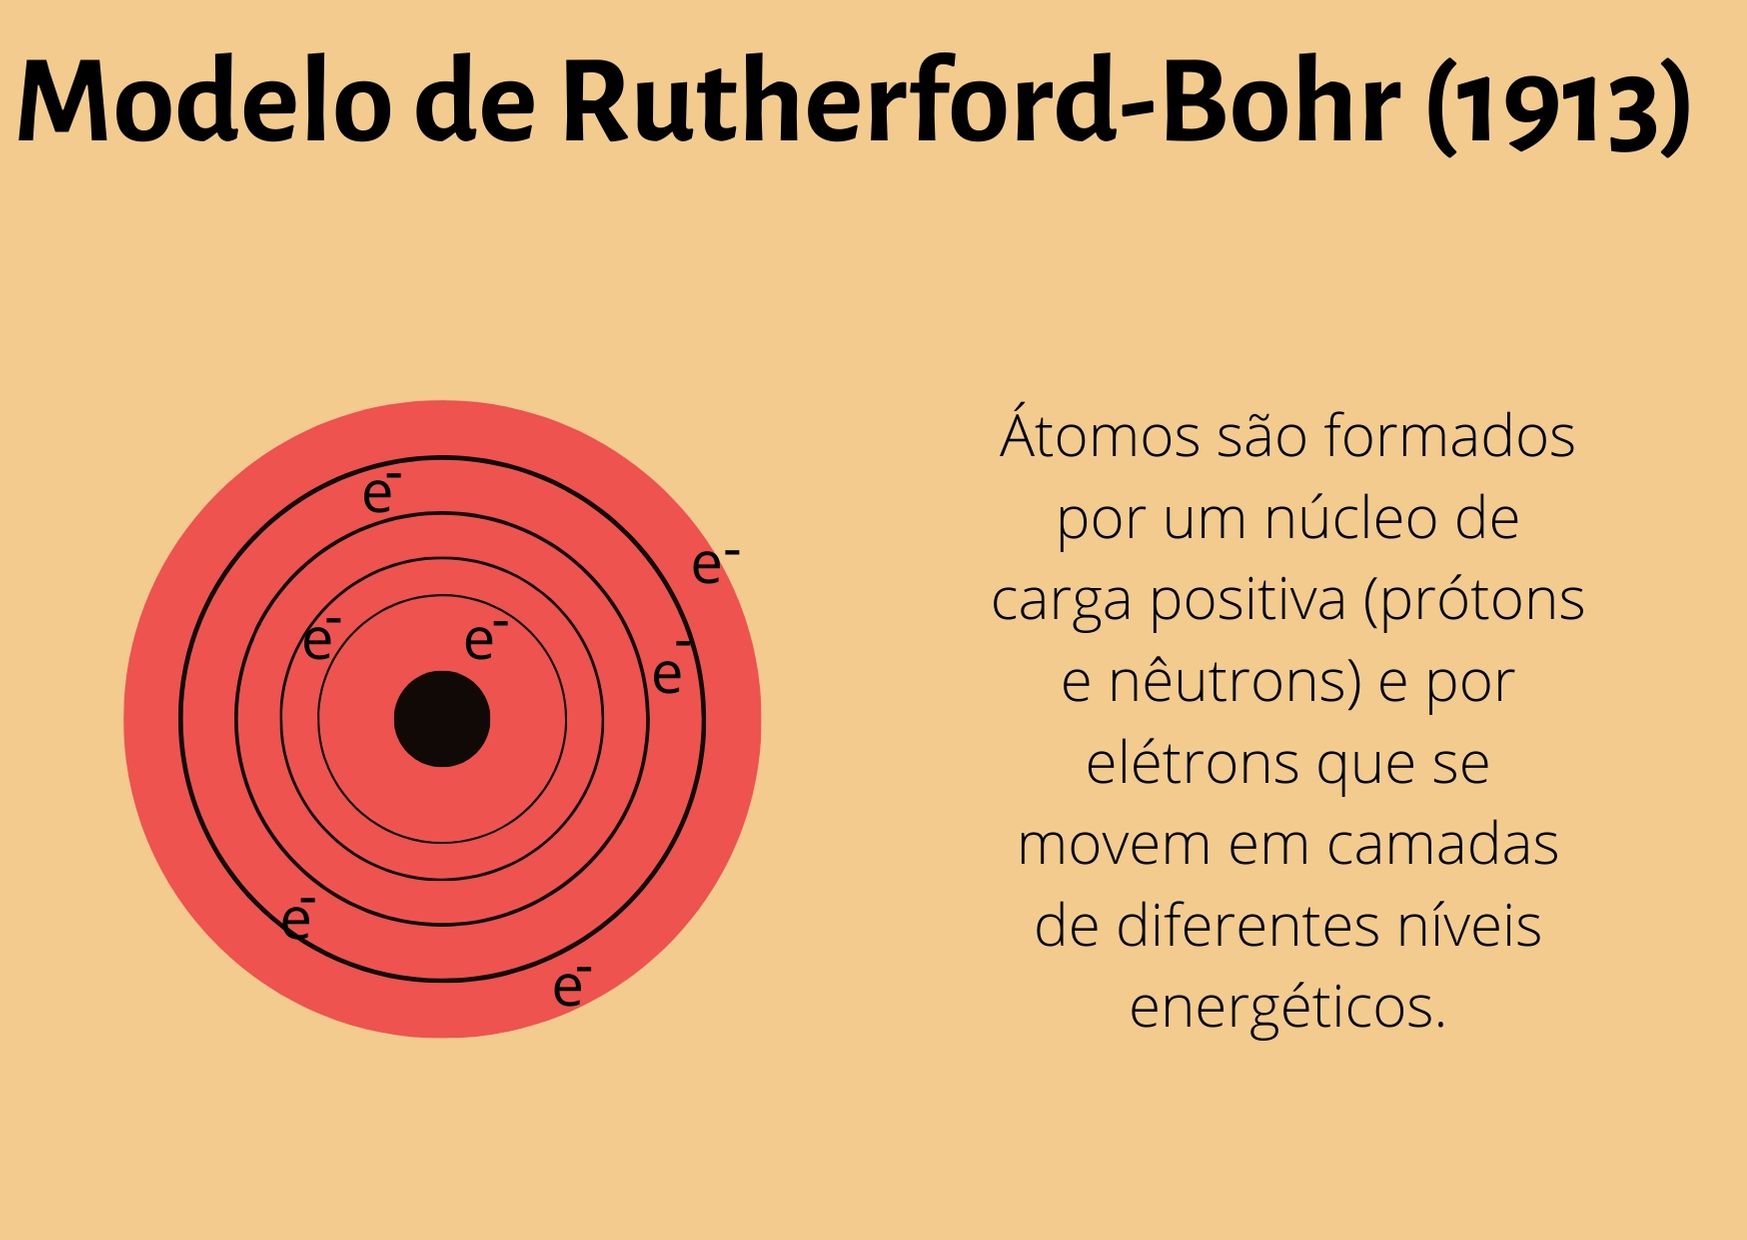 Modelo de Rutherford-Bohr (1913)
e-
e-
e-
e-
e-
e-
e-
Átomos são formados
por um núcleo de
carga positiva (prótons
e nêutrons) e por
elétrons que se
movem em camadas
de diferentes níveis
energéticos.